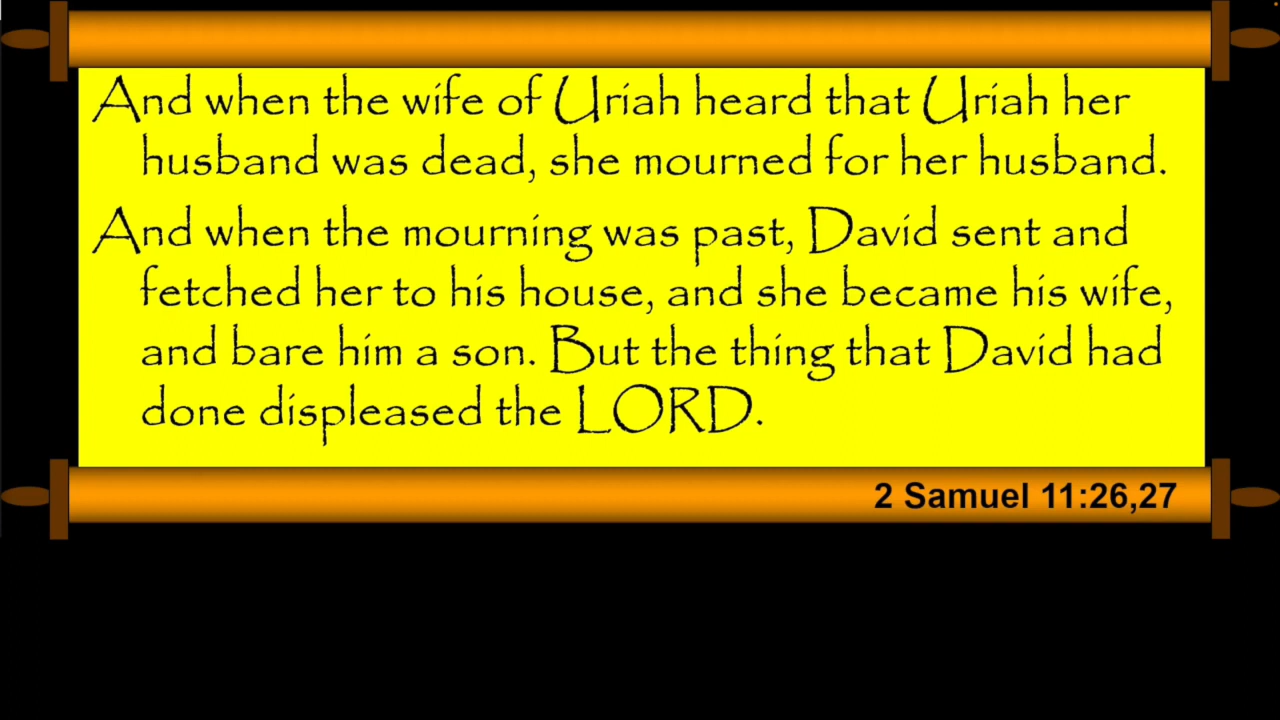 And when the wife of Uriah heard that Uriah her
husband was dead, she mourned for her husband.
And when the mourning was past, David sent and
fetched her to his house, and she became his wife,
and bare him a son. But the thing that David had
done displeased the LORD.
2 Samuel 11:26,27